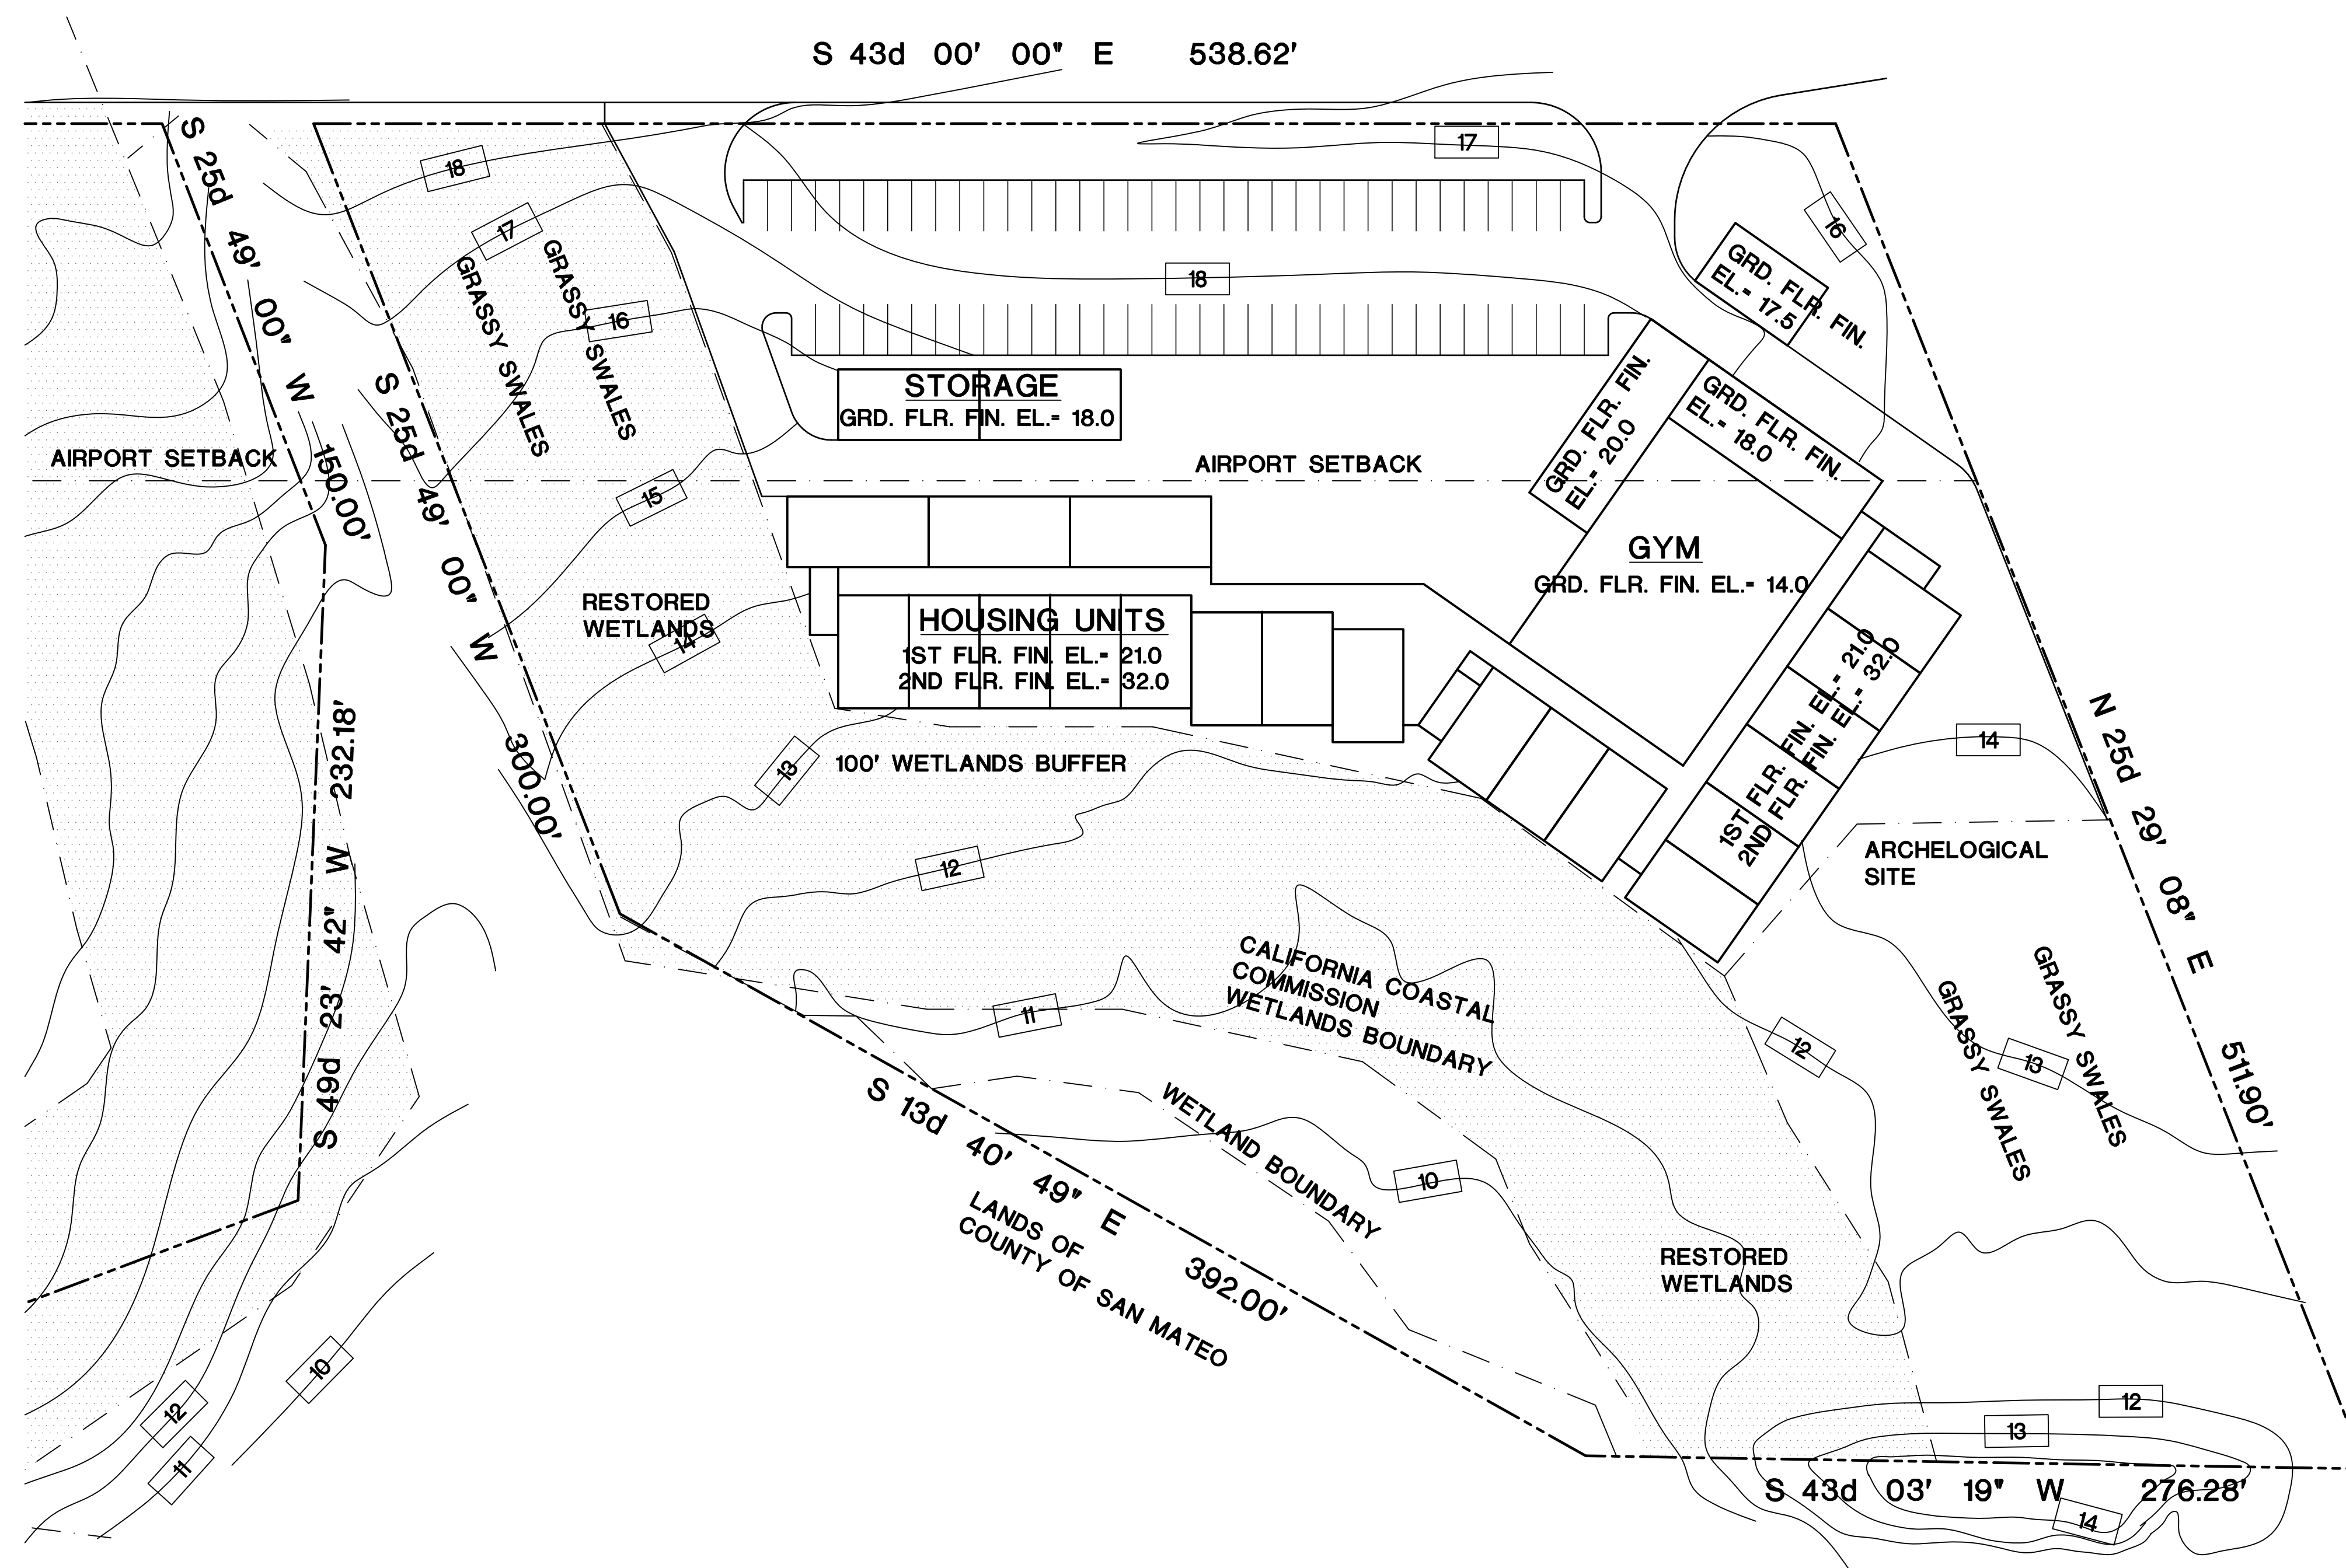 S 43d 00' 00" E 538.62'
S 25d 49' 00" W 150.00'
18
17
16
GRASSY SWALES
GRASSY SWALES
S 25d 49' 00" W 300.00'
17
16
18
GRD. FLR. FIN.
EL.= 17.5
STORAGE
GRD. FLR. FIN. EL.= 18.0
GRD. FLR. FIN.
EL.= 20.0
GRD. FLR. FIN.
EL.= 18.0
AIRPORT SETBACK
AIRPORT SETBACK
15
GYM
GRD. FLR. FIN. EL.= 14.0
RESTORED
WETLANDS
14
HOUSING UNITS
1ST FLR. FIN. EL.= 21.0
2ND FLR. FIN. EL.= 32.0
1ST FLR. FIN. EL.= 21.0
2ND FLR. FIN. EL.= 32.0
14
N 25d 29' 08" E 511.90'
S 49d 23' 42" W 232.18'
13
100' WETLANDS BUFFER
12
ARCHELOGICAL
SITE
CALIFORNIA COASTAL
COMMISSION
WETLANDS BOUNDARY
11
12
13
GRASSY SWALES
GRASSY SWALES
S 13d 40' 49" E 392.00'
WETLAND BOUNDARY
10
LANDS OF
COUNTY OF SAN MATEO
RESTORED
WETLANDS
10
12
11
12
13
S 43d 03' 19" W 276.28'
14